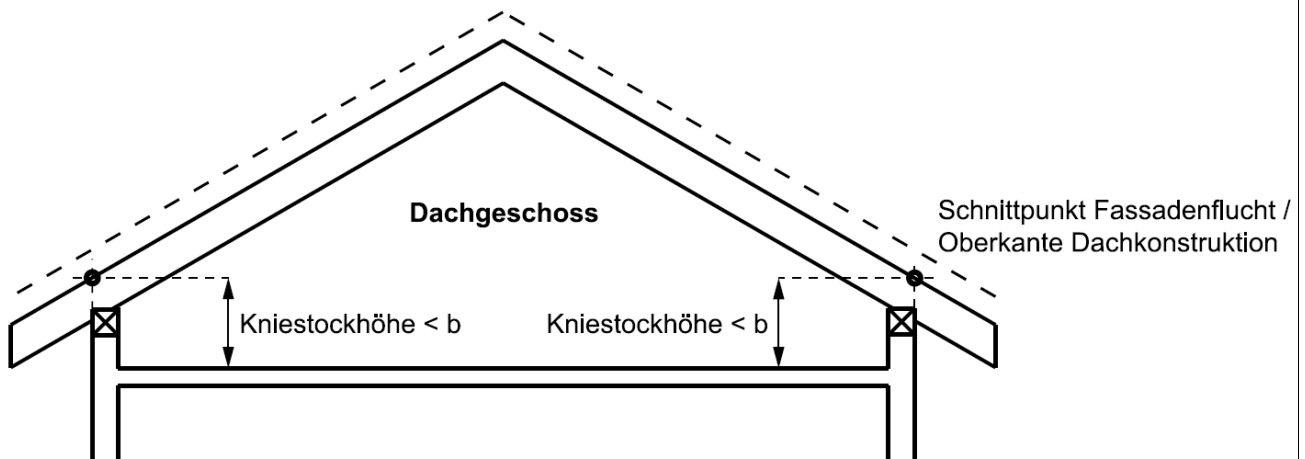 Dachgeschoss
Schnittpunkt Fassadenflucht /
Oberkante Dachkonstruktion
Kniestockhöhe < b
Kniestockhöhe < b